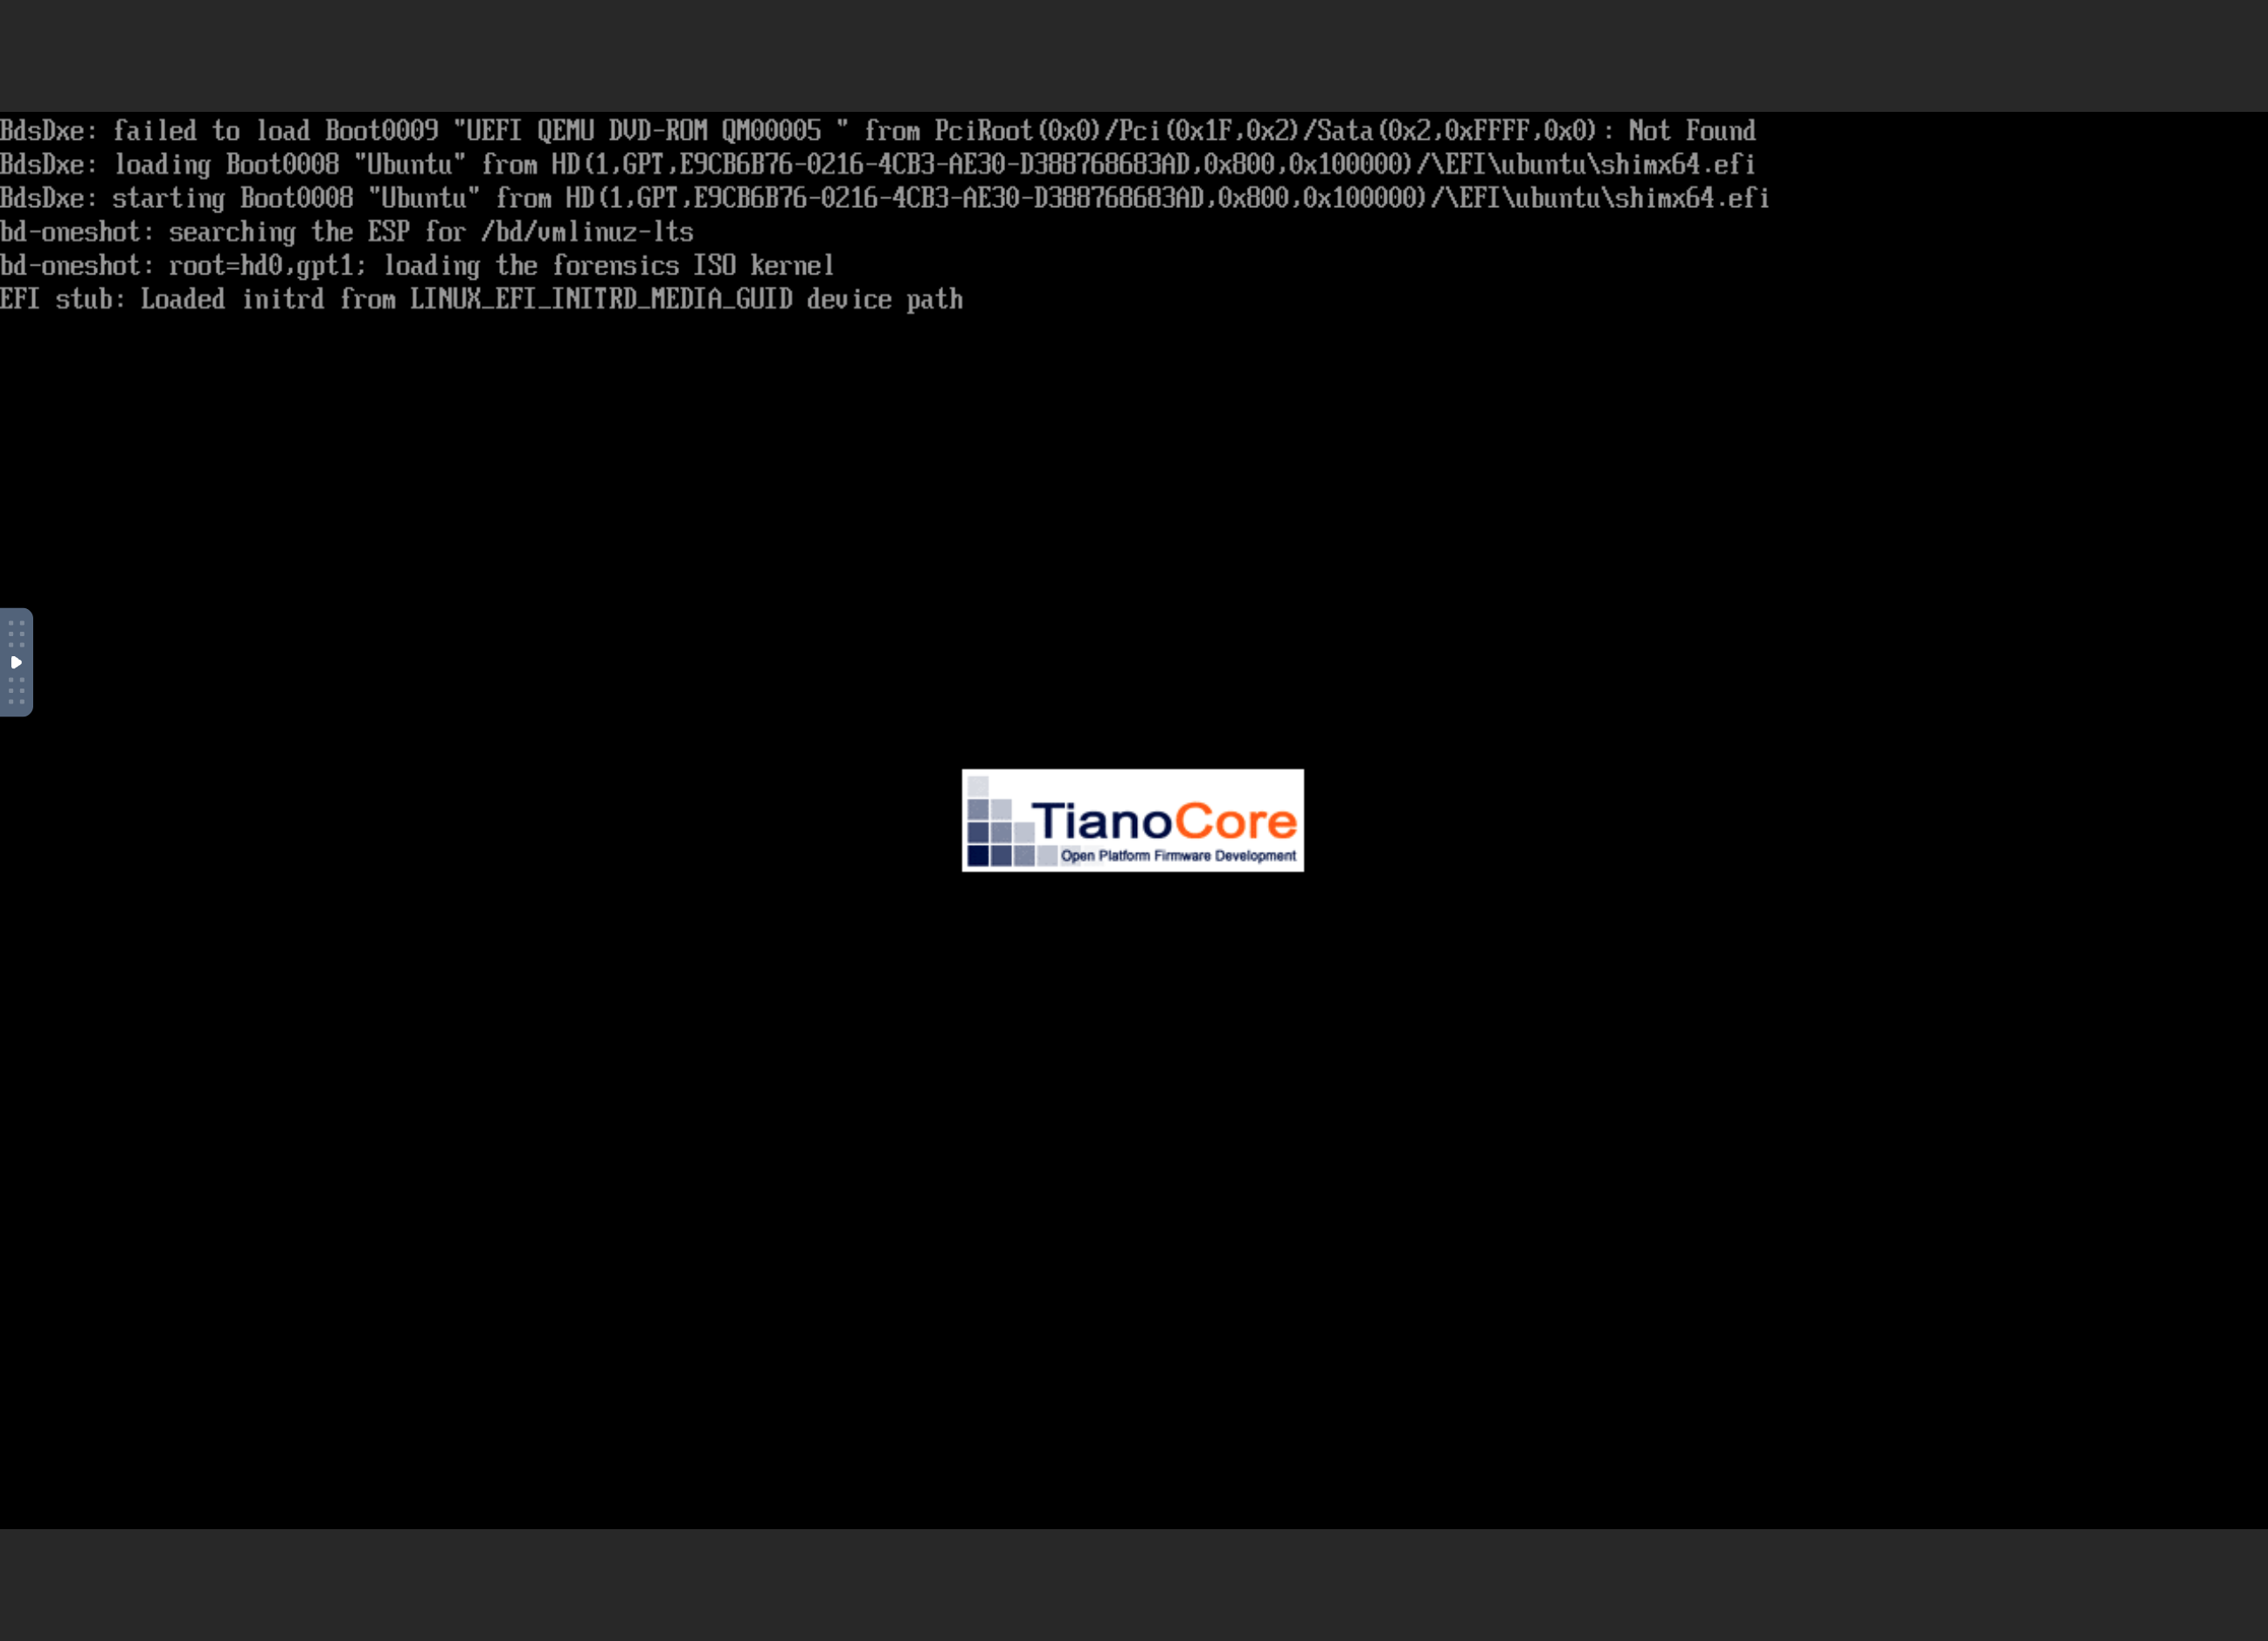 BdsDxe: failed to load Boot0009 "UEFI QEMU DVD-ROM QM00005 " from PciRoot(0x0)/Pci(0x1F,0x2)/Sata(0x2,0xFFFF,0x0): Not Found
BdsDxe: loading Boot0008 "Ubuntu" from HD(1,GPT,E9CB6B76-0216-4CB3-AE30-D388768683AD,0x800,0x100000)/\EFI\ubuntu\shimx64.efi
BdsDxe: starting Boot0008 "Ubuntu" from HD(1,GPT,E9CB6B76-0216-4CB3-AE30-D388768683AD,0x800,0x100000)/\EFI\ubuntu\shimx64.efi
bd-oneshot: searching the ESP for /bd/vmlinuz-lts
bd-oneshot: root=hd0,gpt1; loading the forensics ISO kernel
EFI stub: Loaded initrd from LINUX_EFI_INITRD_MEDIA_GUID device path
TianoCore
Open Platform Firmware Development